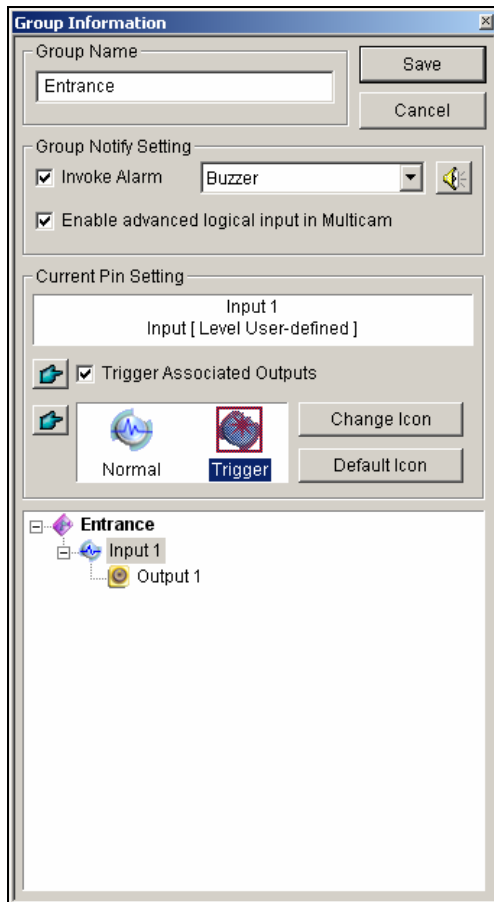 Group Information
Group Name
Save
Entrance
Cancel
Group Notify Setting
Invoke Alarm
Buzzer
Enable advanced logical input in Multicam
Current Pin Setting
Input 1
Input [ Level User-defined ]
Trigger Associated Outputs
Change Icon
Normal
Trigger
Default Icon
Entrance
Input 1
Output 1